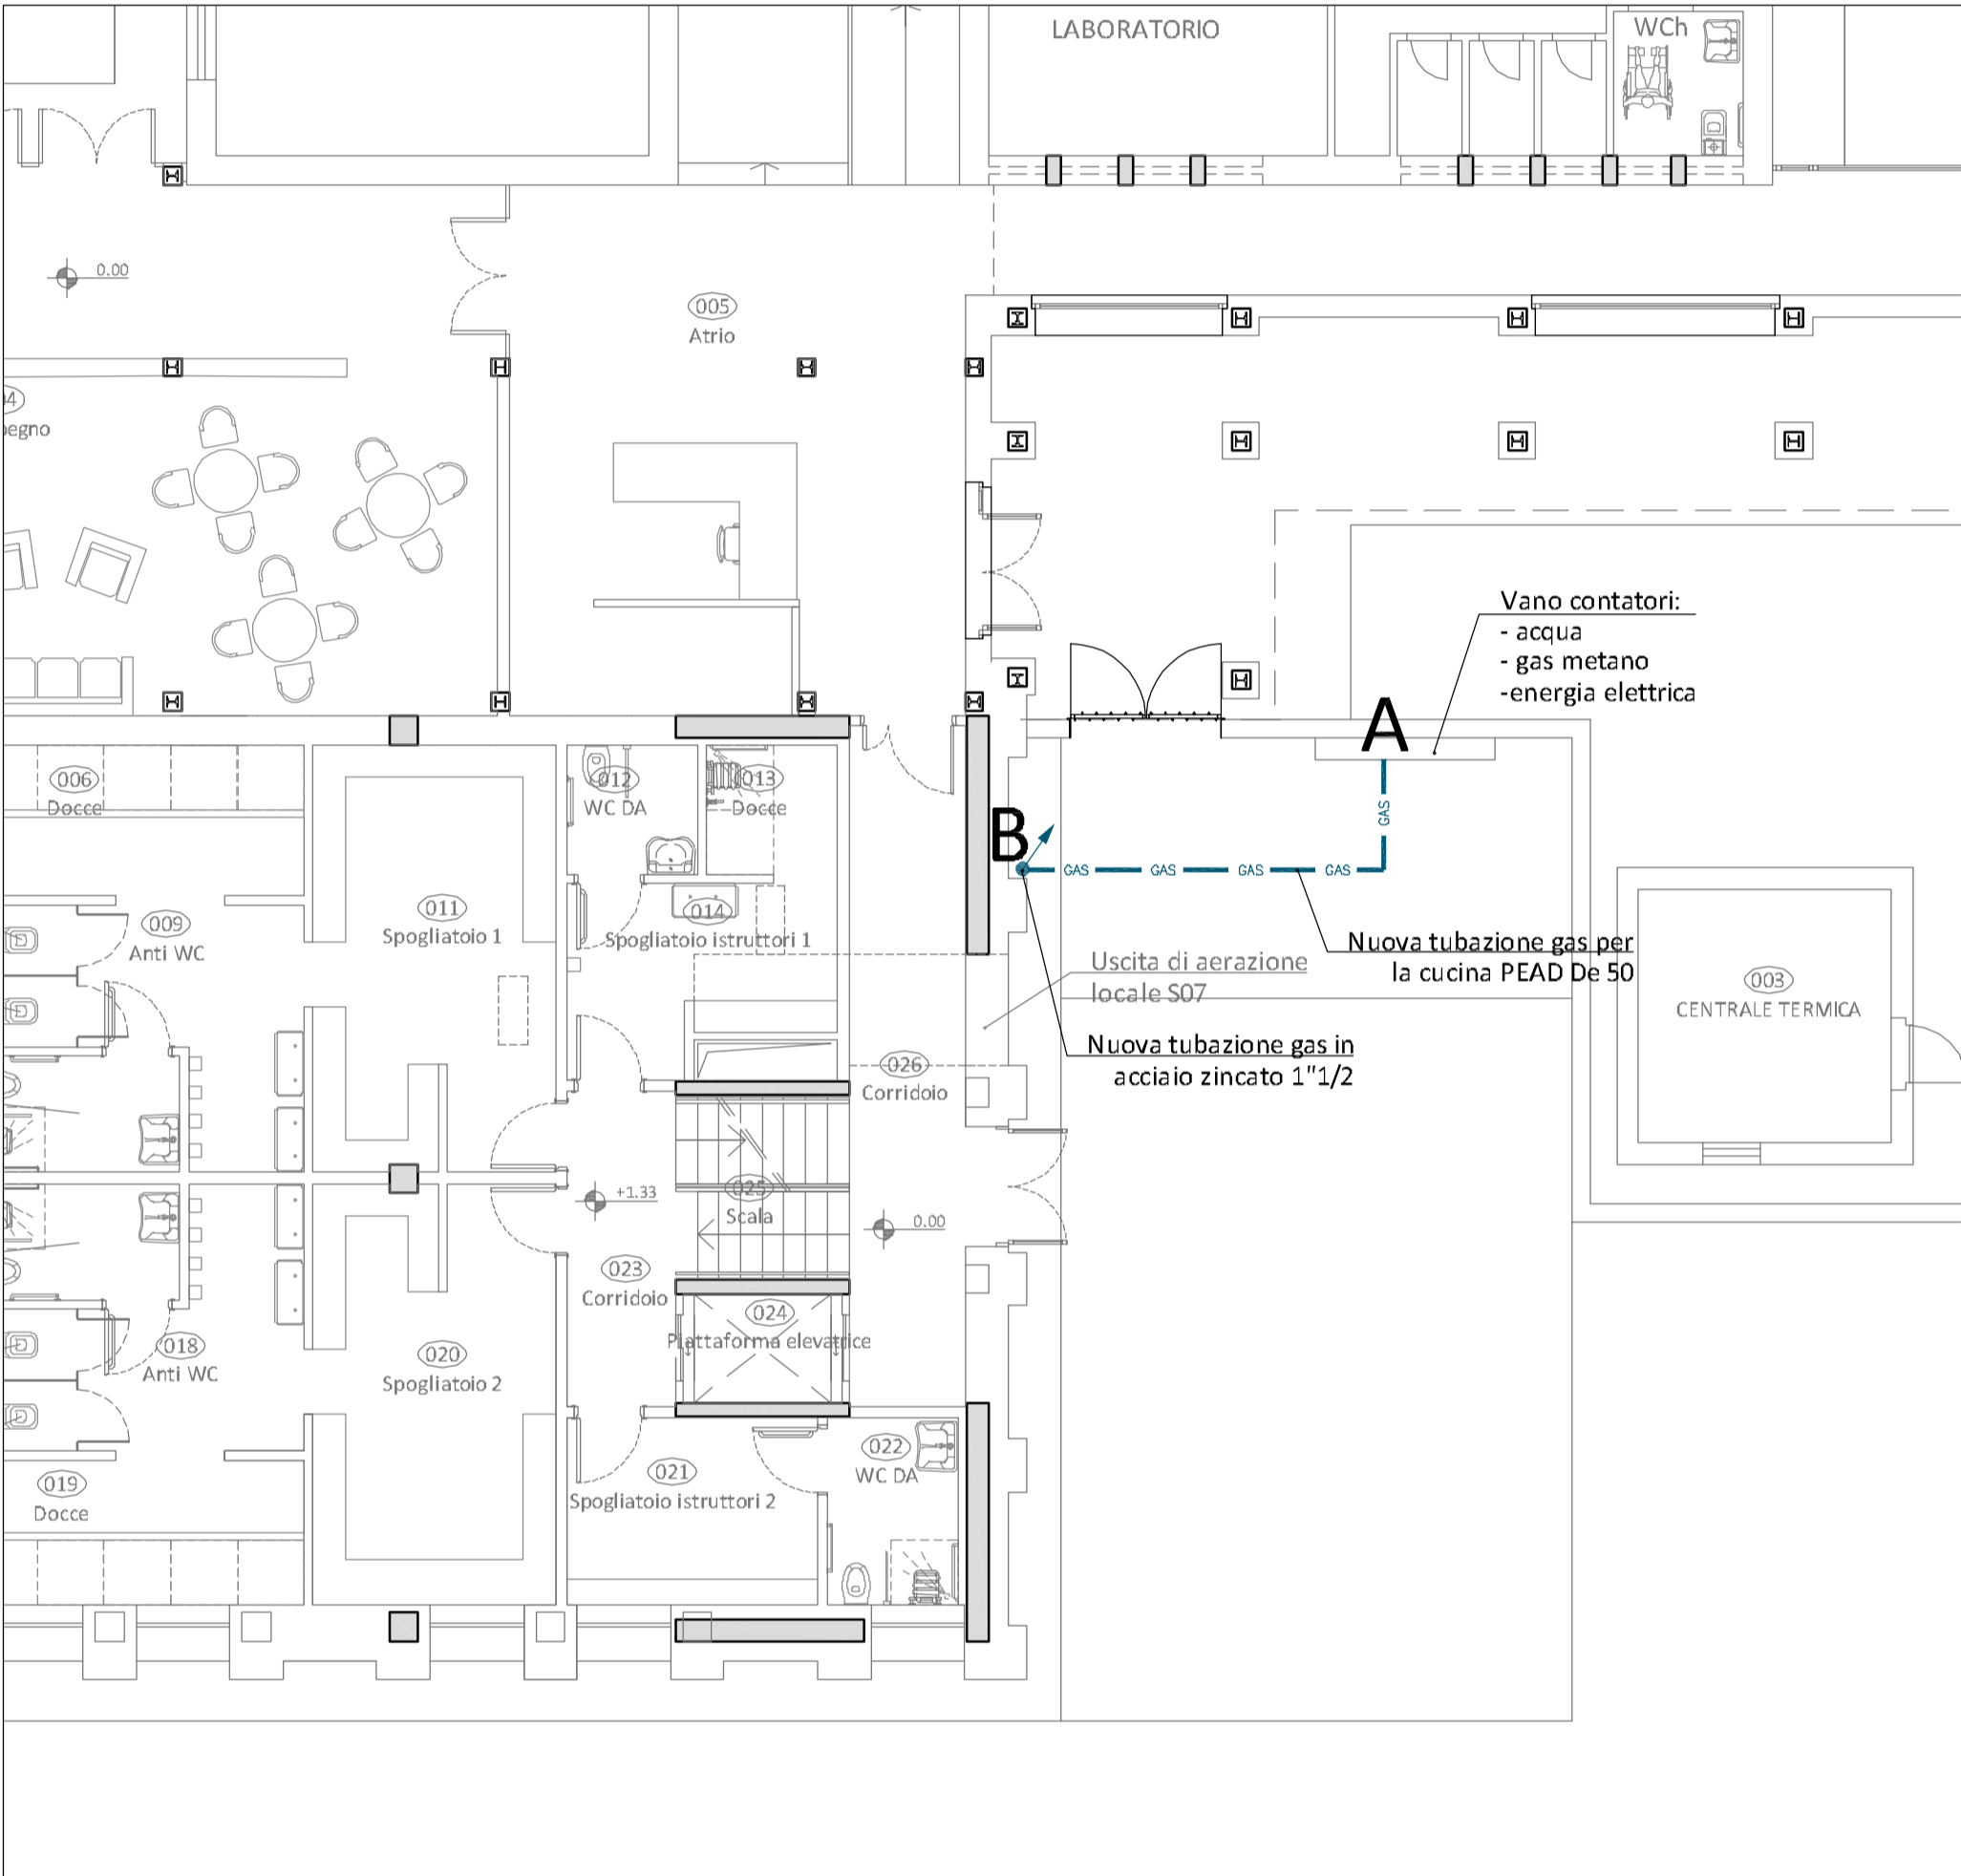 LABORATORIO
WCh
0.00
005
Atrio
Vano contatori:
- acqua
- gas metano
-energia elettrica
A
006
Docce
012
WC DA
013
Docce
GAS
B
GAS
GAS
GAS
GAS
009
Anti WC
011
Spogliatoio 1
014
Spogliatoio istruttori 1
Nuova tubazione gas per
la cucina PEAD De 50
Uscita di aerazione
locale S07
003
CENTRALE TERMICA
Nuova tubazione gas in
acciaio zincato 1"1/2
026
Corridoio
+1.33
025
Scala
0.00
023
Corridoio
024
Piattaforma elevatrice
018
Anti WC
020
Spogliatoio 2
019
Docce
021
Spogliatoio istruttori 2
022
WC DA